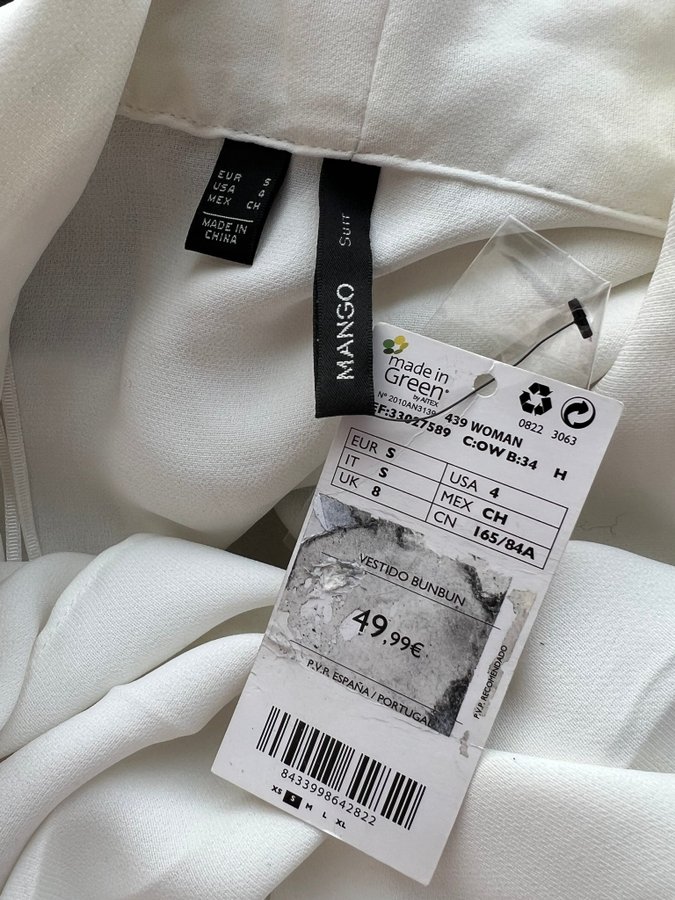 EUR S
USA 4
MEX CH
MADE IN
CHINA
MANGO Suit
made in
Green®
by AITEX
Nº 2010AN3139
0822 3063
439 WOMAN
EF:33027589 C:OW B:34 H
EUR S
IT S
UK 8
USA 4
MEX CH
CN 165/84A
VESTIDO BUNBUN
49,99€
P.V.P. ESPAÑA / PORTUGAL
P.V.P. RECOMENDADO
8433998642822
XS S M L XL